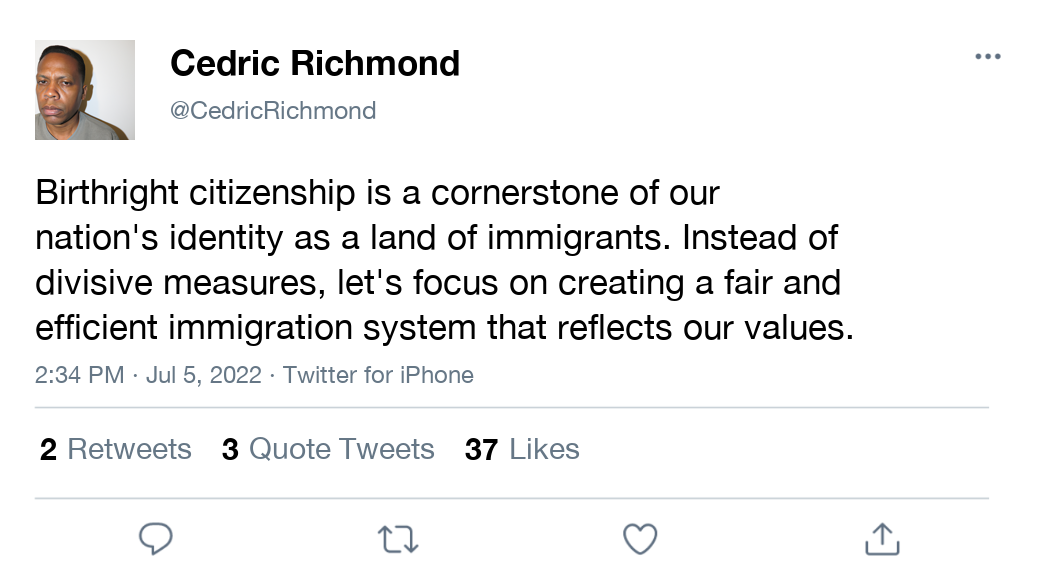 Cedric Richmond
@CedricRichmond
Birthright citizenship is a cornerstone of our
nation's identity as a land of immigrants. Instead of
divisive measures, let's focus on creating a fair and
efficient immigration system that reflects our values.
2:34 PM · Jul 5, 2022 · Twitter for iPhone
2 Retweets 3 Quote Tweets 37 Likes